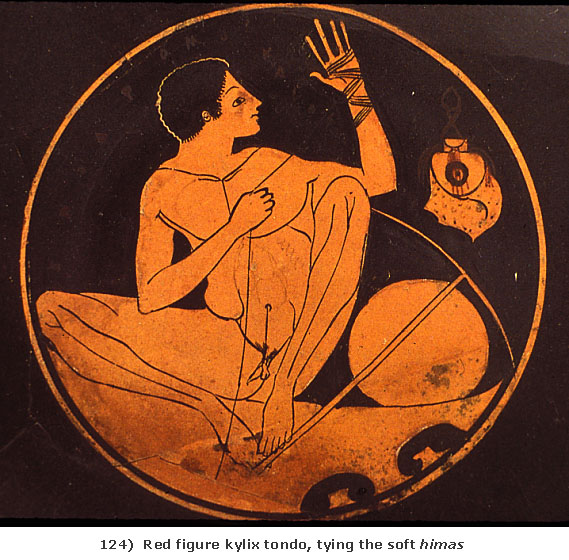 124) Red figure kylix tondo, tying the soft himas